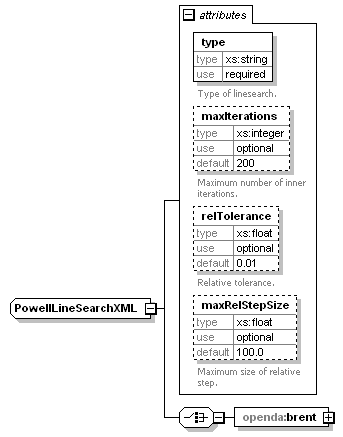 attributes
type
type xs:string
use required
Type of linesearch.
maxIterations
type xs:integer
use optional
default 200
Maximum number of inner
iterations.
relTolerance
type xs:float
use optional
default 0.01
Relative tolerance.
PowellLineSearchXML
maxRelStepSize
type xs:float
use optional
default 100.0
Maximum size of relative
step.
openda:brent